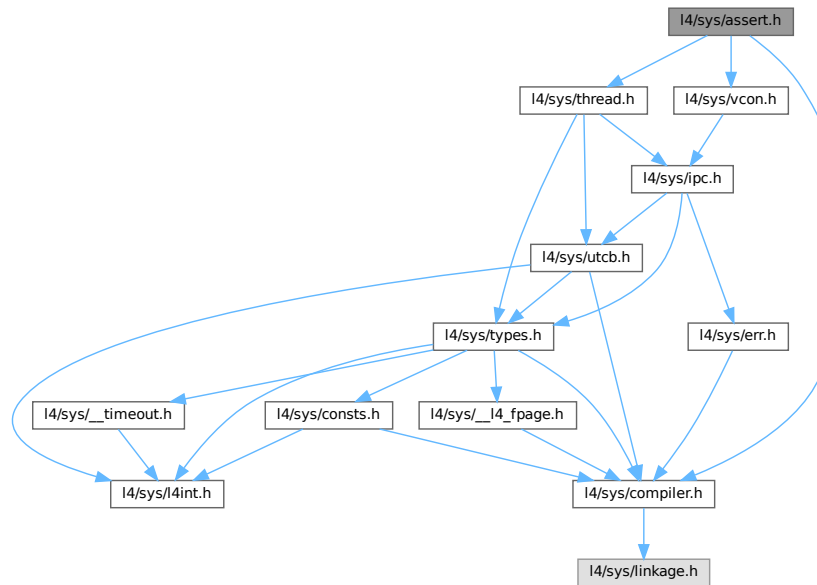 l4/sys/assert.h
l4/sys/thread.h
l4/sys/vcon.h
l4/sys/ipc.h
l4/sys/utcb.h
l4/sys/types.h
l4/sys/err.h
l4/sys/__timeout.h
l4/sys/consts.h
l4/sys/__l4_fpage.h
l4/sys/l4int.h
l4/sys/compiler.h
l4/sys/linkage.h